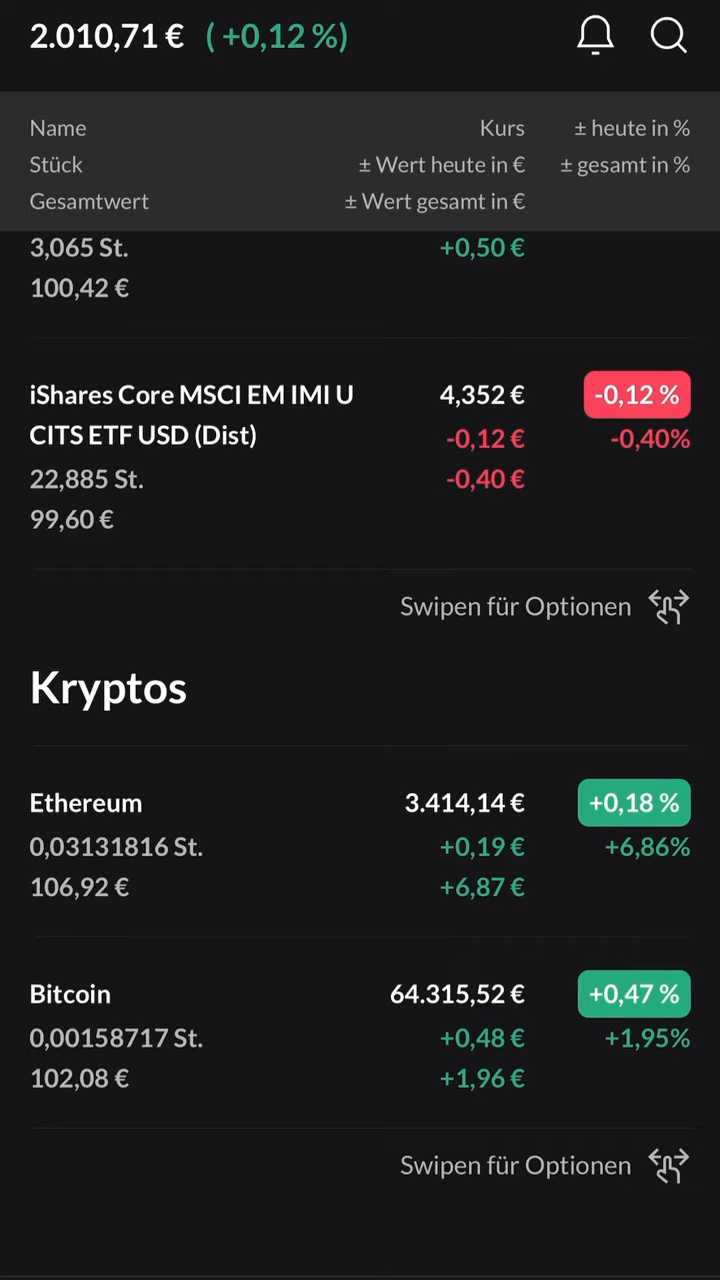 2.010,71 € ( +0,12 %)
Name Kurs ± heute in %
Stück ± Wert heute in € ± gesamt in %
Gesamtwert ± Wert gesamt in €
3,065 St. +0,50 €
100,42 €
iShares Core MSCI EM IMI U 4,352 € -0,12 %
CITS ETF USD (Dist) -0,12 € -0,40%
22,885 St. -0,40 €
99,60 €
Swipen für Optionen
Kryptos
Ethereum 3.414,14 € +0,18 %
0,03131816 St. +0,19 € +6,86%
106,92 € +6,87 €
Bitcoin 64.315,52 € +0,47 %
0,00158717 St. +0,48 € +1,95%
102,08 € +1,96 €
Swipen für Optionen